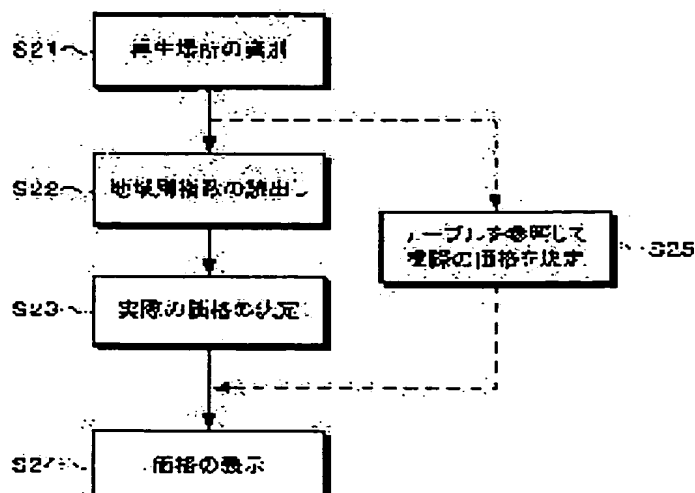 S21
再生場所の識別
S22
地域別指数の読出し
S23
実際の価格の決定
テーブルを参照して
実際の価格を決定
S25
S24
価格の表示